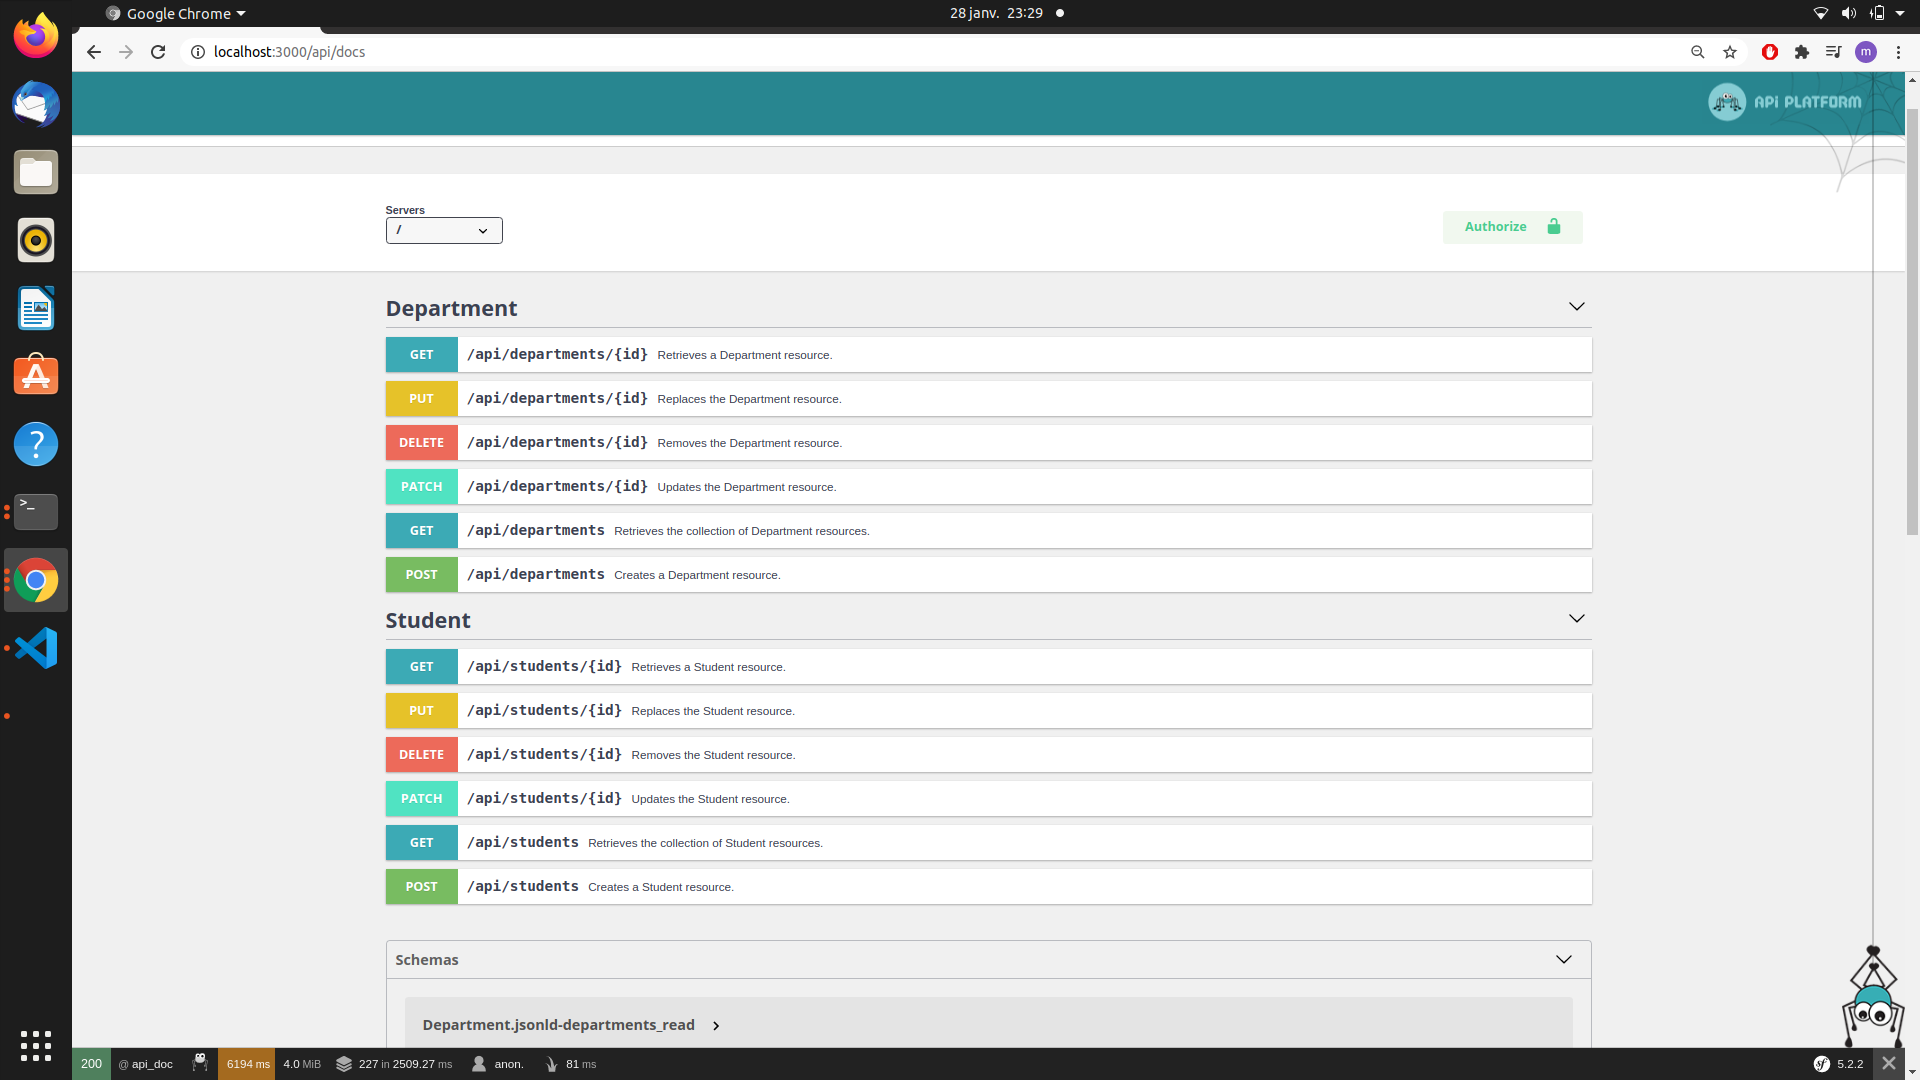 Google Chrome
28 janv. 23:29
localhost:3000/api/docs
m
API PLATFORM
Servers
/
Authorize
Department
GET /api/departments/{id} Retrieves a Department resource.
PUT /api/departments/{id} Replaces the Department resource.
DELETE /api/departments/{id} Removes the Department resource.
PATCH /api/departments/{id} Updates the Department resource.
GET /api/departments Retrieves the collection of Department resources.
POST /api/departments Creates a Department resource.
Student
GET /api/students/{id} Retrieves a Student resource.
PUT /api/students/{id} Replaces the Student resource.
DELETE /api/students/{id} Removes the Student resource.
PATCH /api/students/{id} Updates the Student resource.
GET /api/students Retrieves the collection of Student resources.
POST /api/students Creates a Student resource.
Schemas
Department.jsonld-departments_read
200 @ api_doc 6194 ms 4.0 MiB 227 in 2509.27 ms anon. 81 ms sf 5.2.2